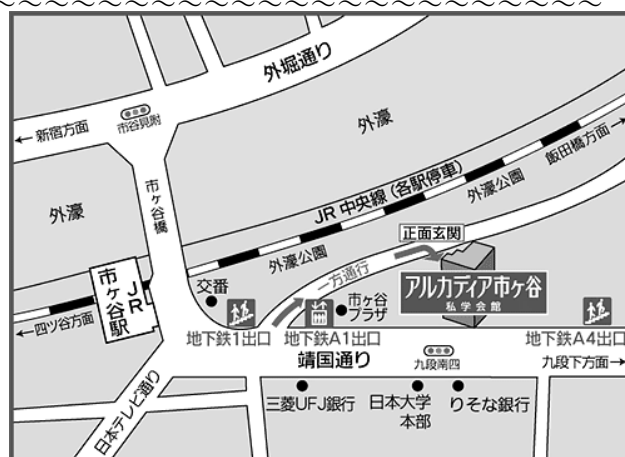 外堀通り
← 新宿方面
市谷見附
外濠
飯田橋方面→
市ヶ谷橋
JR 中央線 (各駅停車)
外濠公園
外濠
正面玄関
外濠公園
一方通行
アルカディア市ヶ谷
私学会館
JR
市ヶ谷駅
交番
市ヶ谷
プラザ
←四ツ谷方面
地下鉄1出口
地下鉄A1出口
地下鉄A4出口
靖国通り
九段南四
九段下方面→
日本テレビ通り
三菱UFJ銀行
日本大学
本部
りそな銀行